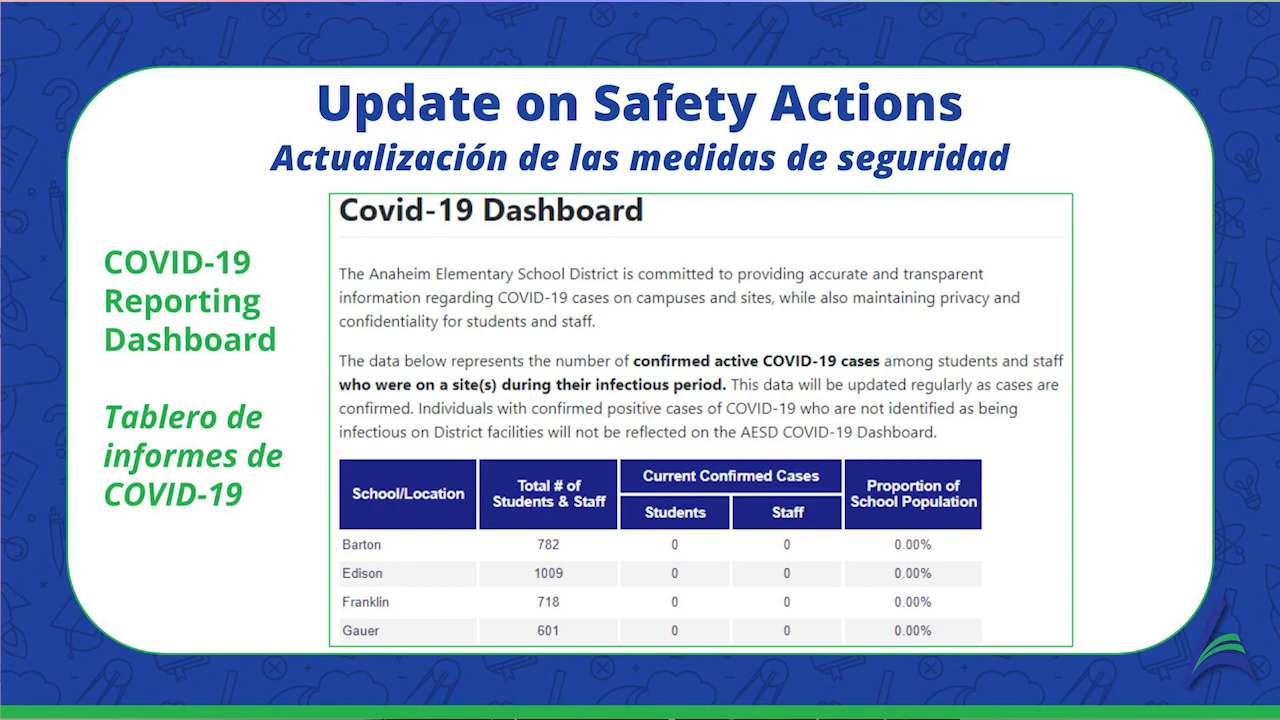 Update on Safety Actions
Actualización de las medidas de seguridad
COVID-19
Reporting
Dashboard
Tablero de
informes de
COVID-19
Covid-19 Dashboard
The Anaheim Elementary School District is committed to providing accurate and transparent
information regarding COVID-19 cases on campuses and sites, while also maintaining privacy and
confidentiality for students and staff.
The data below represents the number of confirmed active COVID-19 cases among students and staff
who were on a site(s) during their infectious period. This data will be updated regularly as cases are
confirmed. Individuals with confirmed positive cases of COVID-19 who are not identified as being
infectious on District facilities will not be reflected on the AESD COVID-19 Dashboard.
School/Location
Total # of
Students & Staff
Current Confirmed Cases
Students Staff
Proportion of
School Population
Barton 782 0 0 0.00%
Edison 1009 0 0 0.00%
Franklin 718 0 0 0.00%
Gauer 601 0 0 0.00%